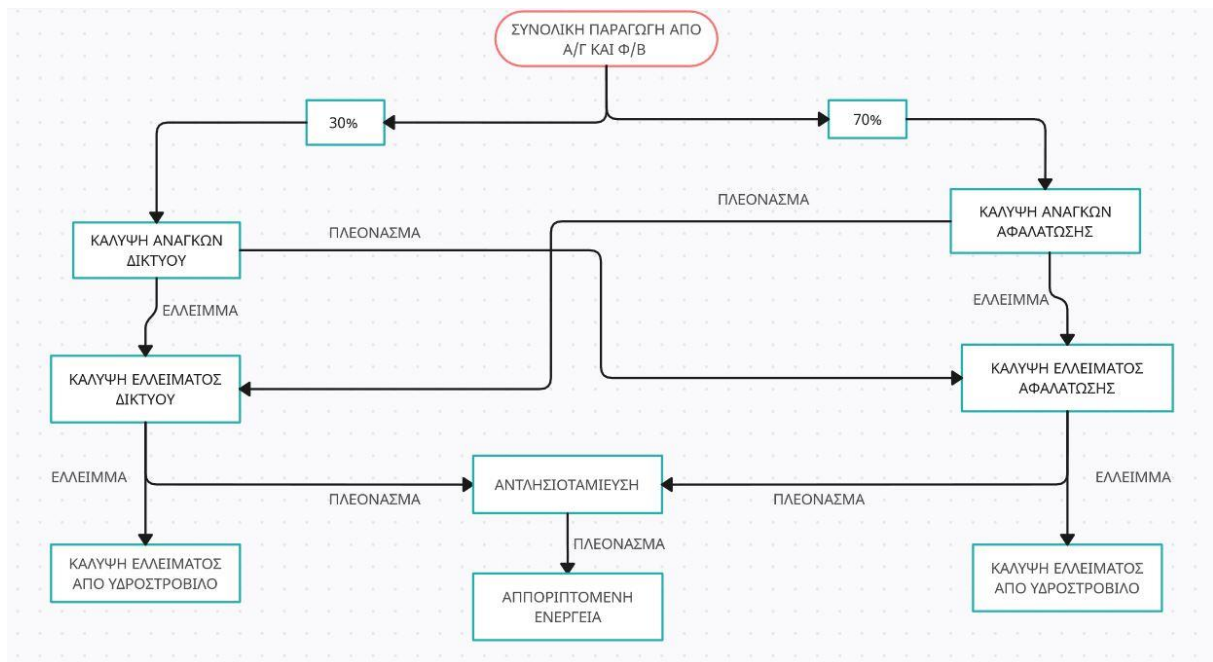 ΣΥΝΟΛΙΚΗ ΠΑΡΑΓΩΓΗ ΑΠΟ
Α/Γ ΚΑΙ Φ/Β
30%
70%
ΠΛΕΟΝΑΣΜΑ
ΚΑΛΥΨΗ ΑΝΑΓΚΩΝ
ΑΦΑΛΑΤΩΣΗΣ
ΚΑΛΥΨΗ ΑΝΑΓΚΩΝ
ΔΙΚΤΥΟΥ
ΠΛΕΟΝΑΣΜΑ
ΕΛΛΕΙΜΜΑ
ΕΛΛΕΙΜΜΑ
ΚΑΛΥΨΗ ΕΛΛΕΙΜΑΤΟΣ
ΔΙΚΤΥΟΥ
ΚΑΛΥΨΗ ΕΛΛΕΙΜΑΤΟΣ
ΑΦΑΛΑΤΩΣΗΣ
ΕΛΛΕΙΜΜΑ
ΠΛΕΟΝΑΣΜΑ
ΑΝΤΛΗΣΙΟΤΑΜΙΕΥΣΗ
ΠΛΕΟΝΑΣΜΑ
ΕΛΛΕΙΜΜΑ
ΠΛΕΟΝΑΣΜΑ
ΚΑΛΥΨΗ ΕΛΛΕΙΜΑΤΟΣ
ΑΠΟ ΥΔΡΟΣΤΡΟΒΙΛΟ
ΑΠΠΟΡΙΠΤΟΜΕΝΗ
ΕΝΕΡΓΕΙΑ
ΚΑΛΥΨΗ ΕΛΛΕΙΜΑΤΟΣ
ΑΠΟ ΥΔΡΟΣΤΡΟΒΙΛΟ